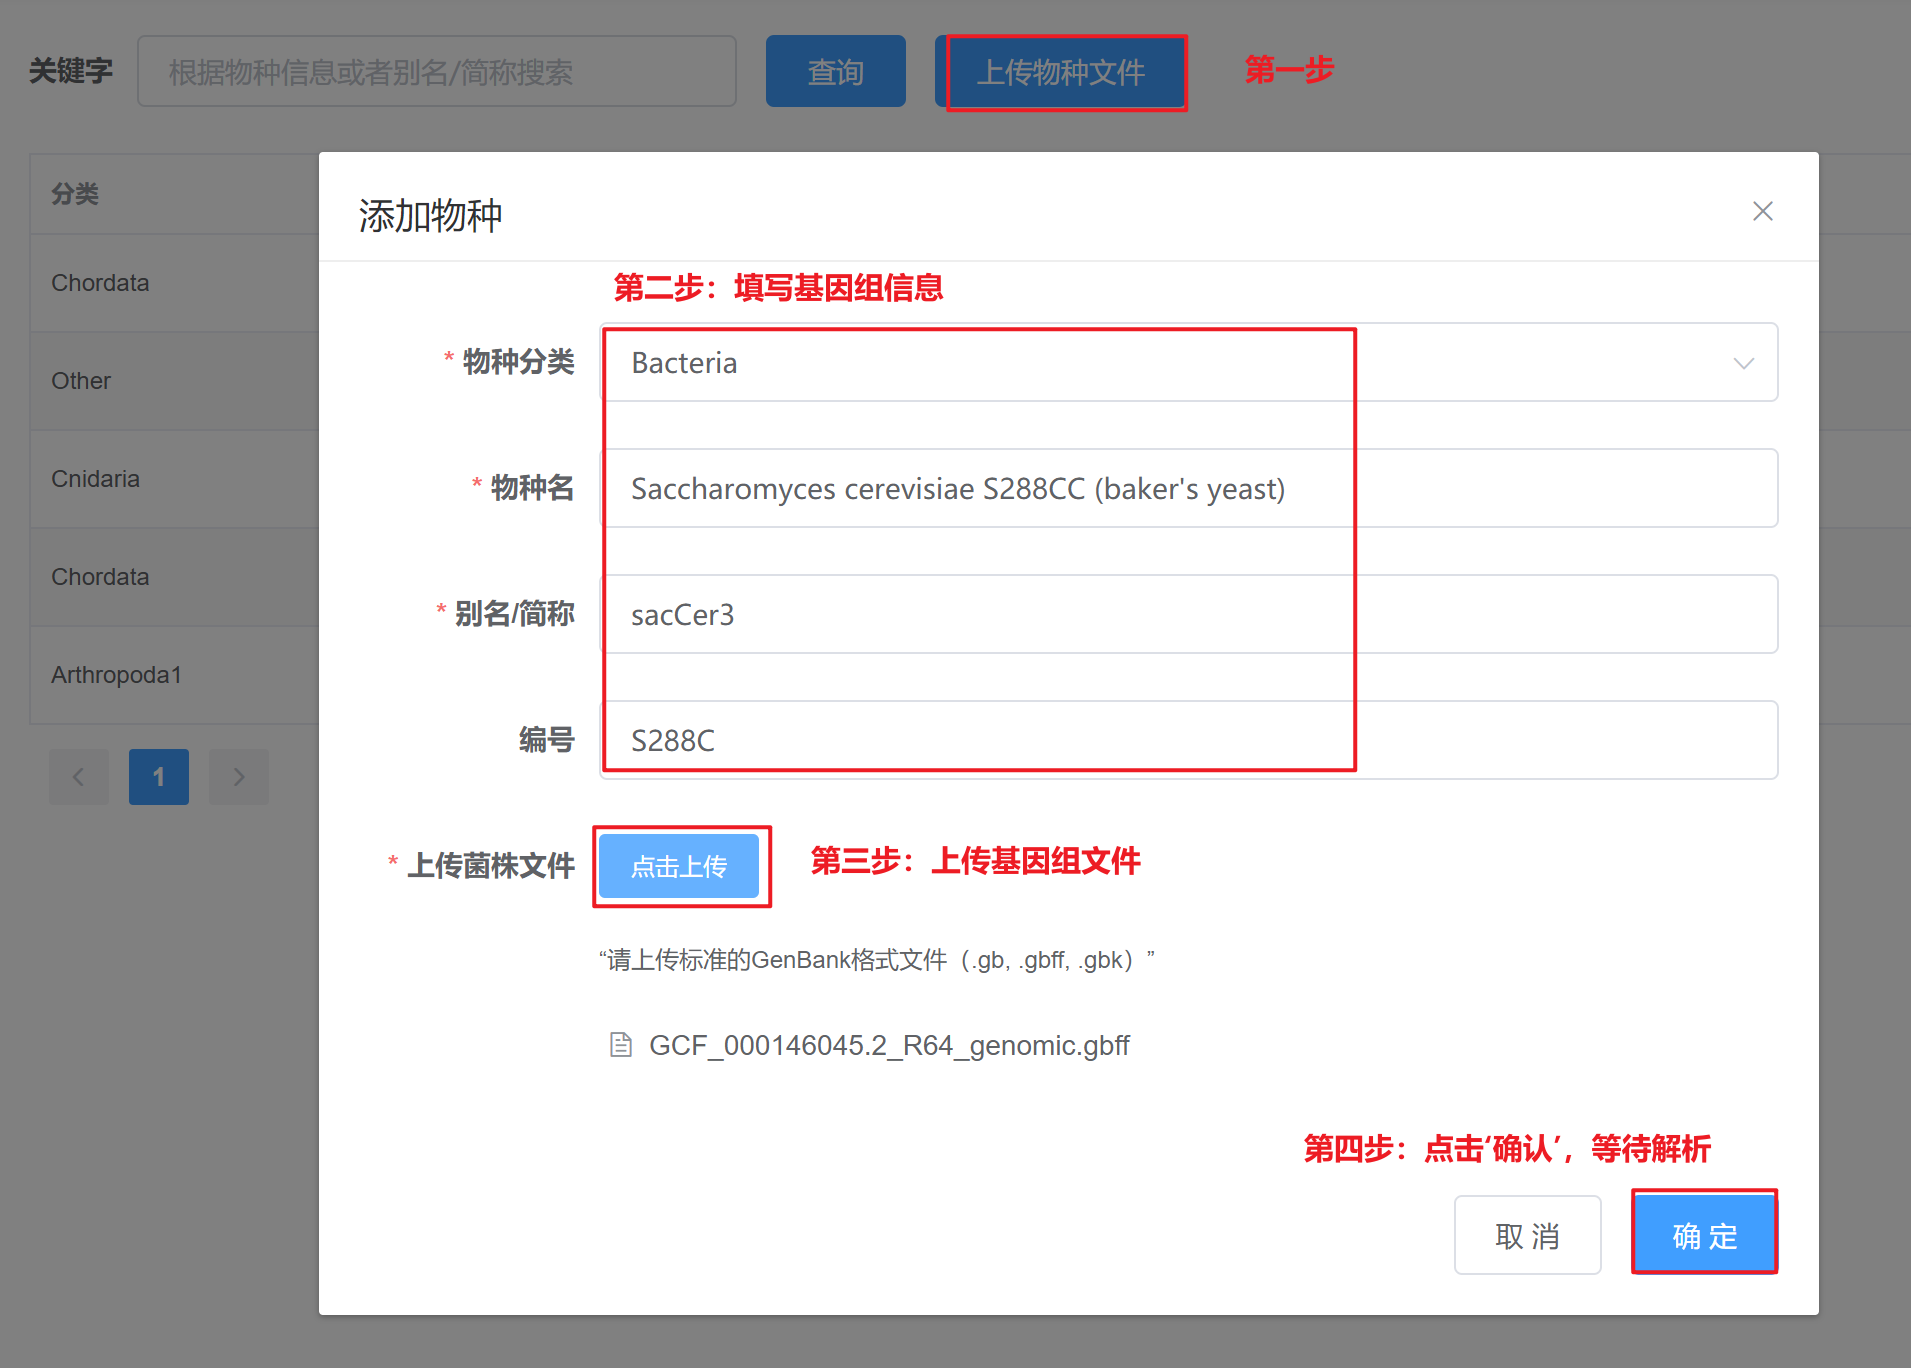 关键字
根据物种信息或者别名/简称搜索
查询
上传物种文件
第一步
分类
Chordata
Other
Cnidaria
Chordata
Arthropoda1
1
添加物种
第二步：填写基因组信息
* 物种分类
Bacteria
* 物种名
Saccharomyces cerevisiae S288CC (baker's yeast)
* 别名/简称
sacCer3
编号
S288C
* 上传菌株文件
点击上传
第三步：上传基因组文件
“请上传标准的GenBank格式文件（.gb, .gbff, .gbk）”
GCF_000146045.2_R64_genomic.gbff
第四步：点击‘确认’，等待解析
取 消
确 定